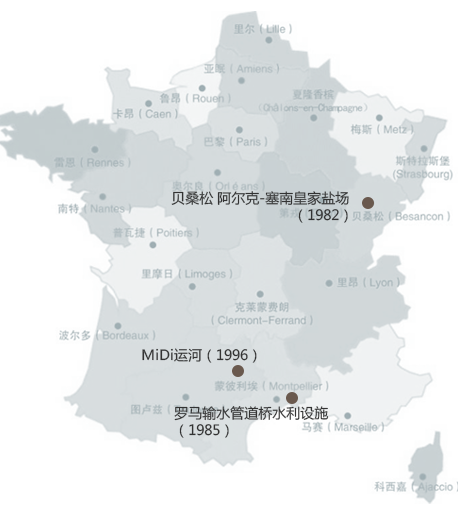 里尔（Lille）
亚眠（Amiens）
鲁昂（Rouen）
夏隆香槟
（Châlons-en-Champagne）
卡昂（Caen）
梅斯（Metz）
巴黎（Paris）
雷恩（Rennes）
斯特拉斯堡
(Strasbourg)
奥尔良（Orléans）
贝桑松 阿尔克-塞南皇家盐场
（1982）
南特（Nantes）
贝桑松（Besancon）
普瓦捷（Poitiers）
里摩日（Limoges）
里昂（Lyon）
克莱蒙费朗
（Clermont-Ferrand）
波尔多（Bordeaux）
MiDi运河（1996）
蒙彼利埃（Montpellier）
图卢兹
罗马输水管道桥水利设施
（1985）
马赛（Marseille）
科西嘉（Ajaccio）